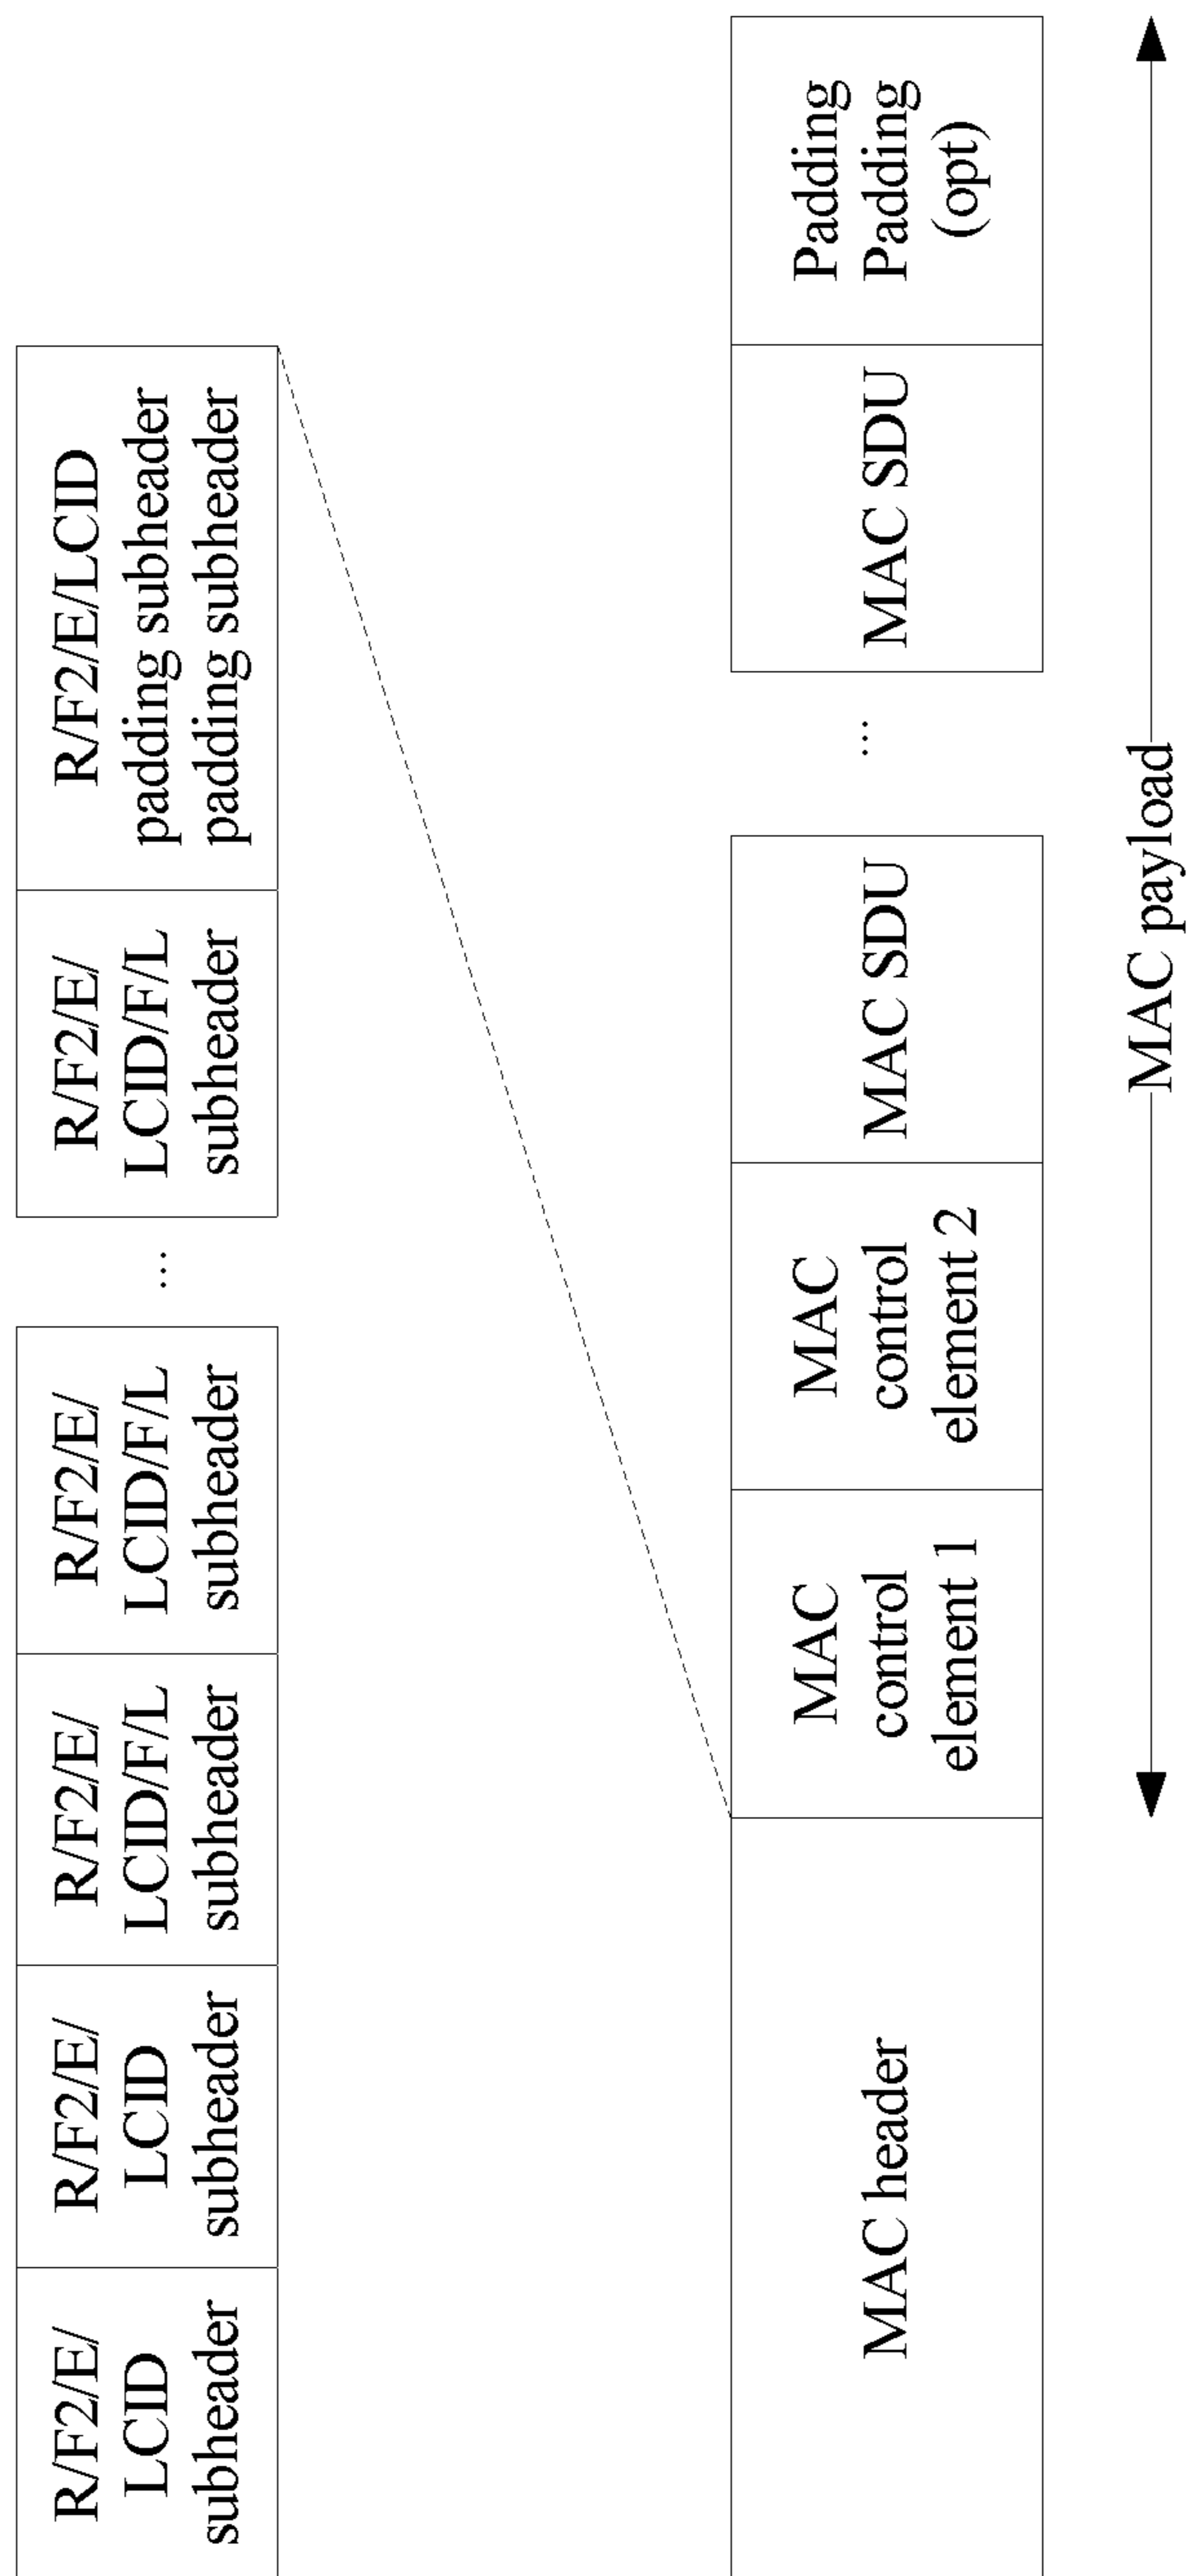 R/F2/E/
LCID
subheader
R/F2/E/
LCID
subheader
R/F2/E/
LCID/F/L
subheader
R/F2/E/
LCID/F/L
subheader
...
R/F2/E/
LCID/F/L
subheader
R/F2/E/LCID
padding subheader
padding subheader
MAC header
MAC
control
element 1
MAC
control
element 2
MAC SDU
...
MAC SDU
Padding
Padding
(opt)
MAC payload